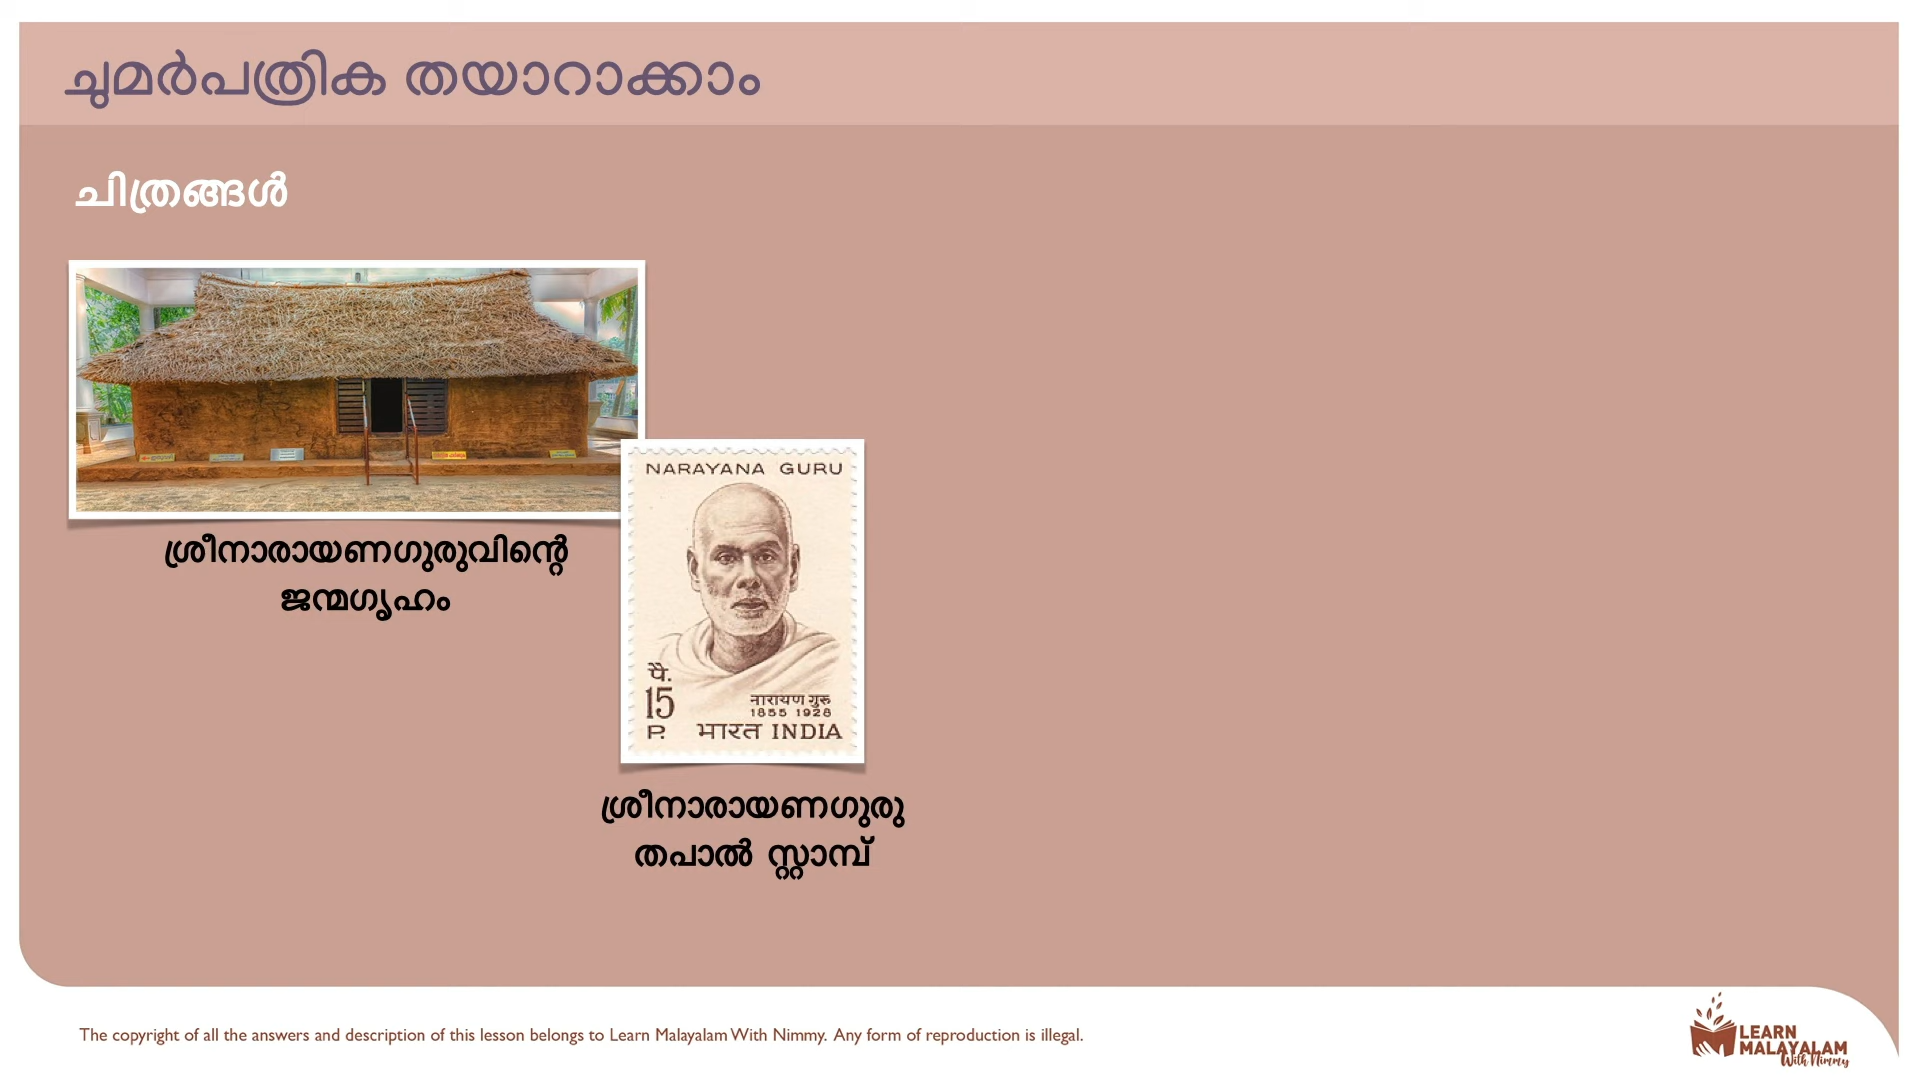 ചുമർപത്രിക തയാറാക്കാം
ചിത്രങ്ങൾ
ശ്രീനാരായണഗുരുവിന്റെ
ജന്മഗൃഹം
NARAYANA GURU
पै.
15
P.
नारायण गुरु
1855 1928
भारत INDIA
ശ്രീനാരായണഗുരു
തപാൽ സ്റ്റാമ്പ്
The copyright of all the answers and description of this lesson belongs to Learn Malayalam With Nimmy. Any form of reproduction is illegal.
LEARN
MALAYALAM
With Nimmy